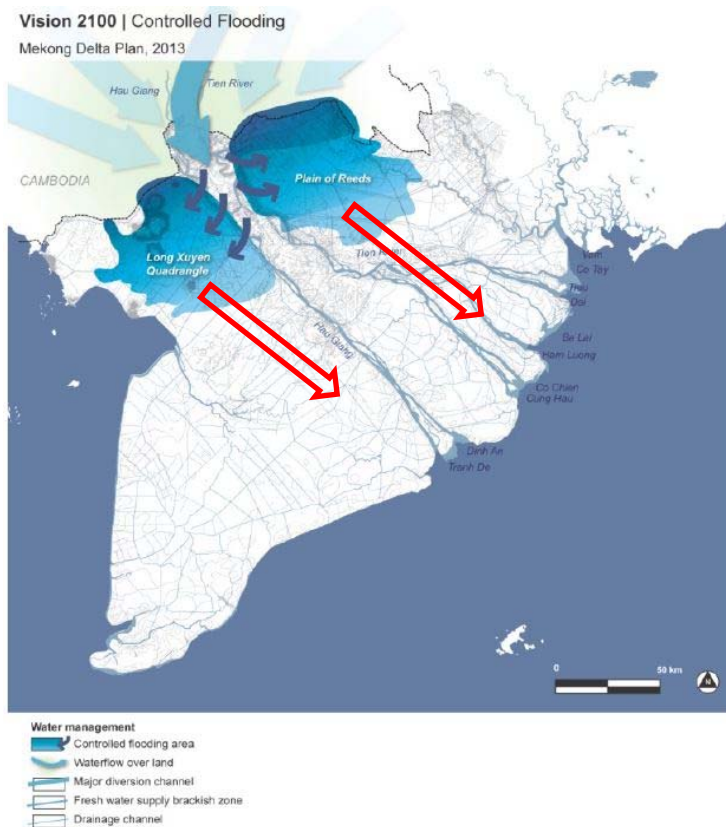 Vision 2100 | Controlled Flooding
Mekong Delta Plan, 2013
Hau Giang
Tien River
CAMBODIA
Plain of Reeds
Long Xuyen
Quadrangle
Tien River
Hau Giang
Vam
Co Tay
Tieu
Dai
Ham Luong
Co Chien
Cung Hau
Dinh An
Tranh De
0 50 km
N
Water management
Controlled flooding area
Waterflow over land
Major diversion channel
Fresh water supply brackish zone
Drainage channel